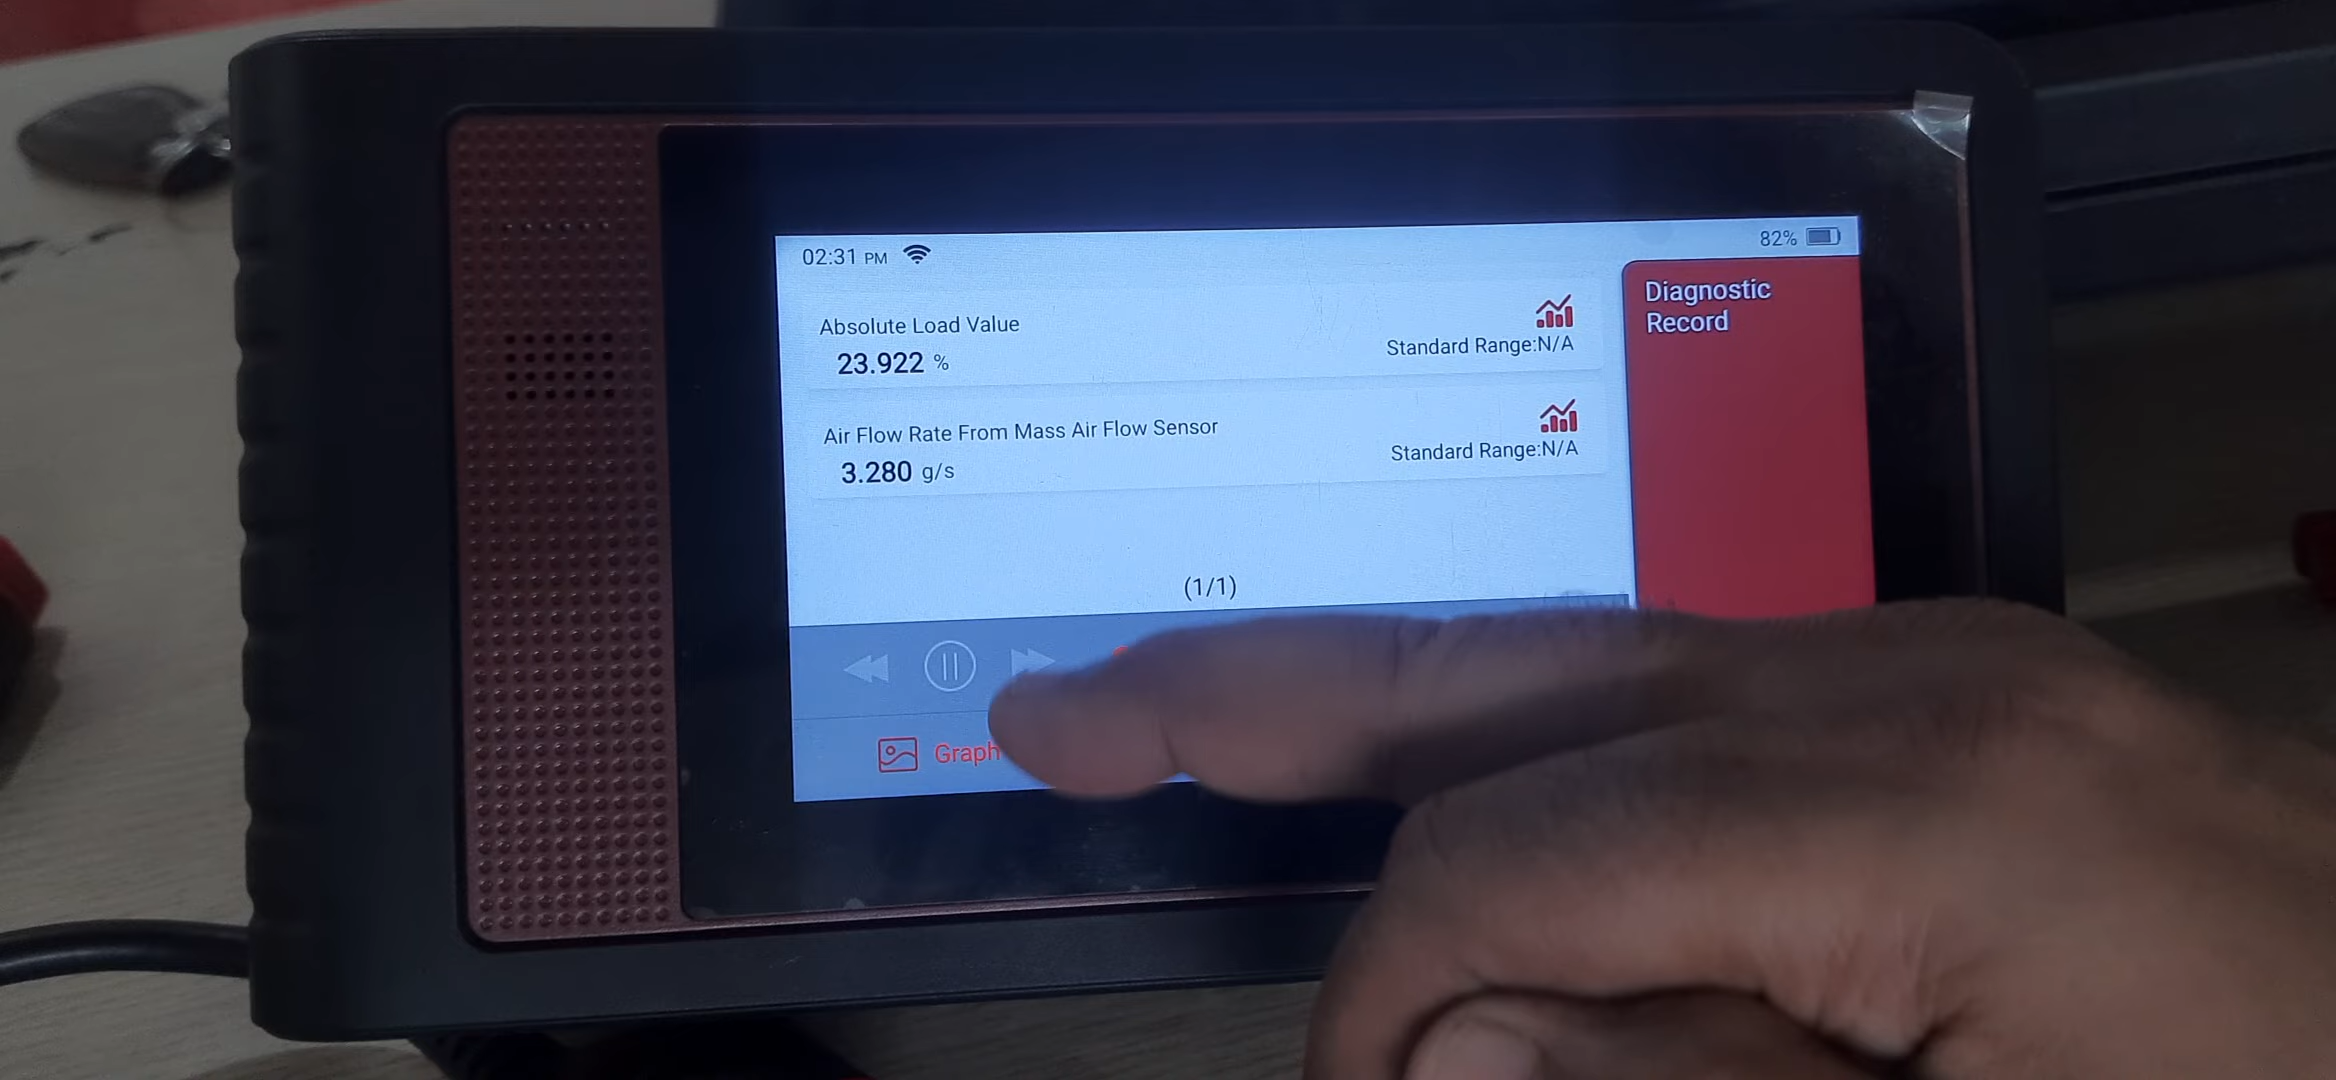 02:31 PM
82%
Diagnostic
Record
Absolute Load Value
23.922 %
Standard Range:N/A
Air Flow Rate From Mass Air Flow Sensor
3.280 g/s
Standard Range:N/A
(1/1)
Graph